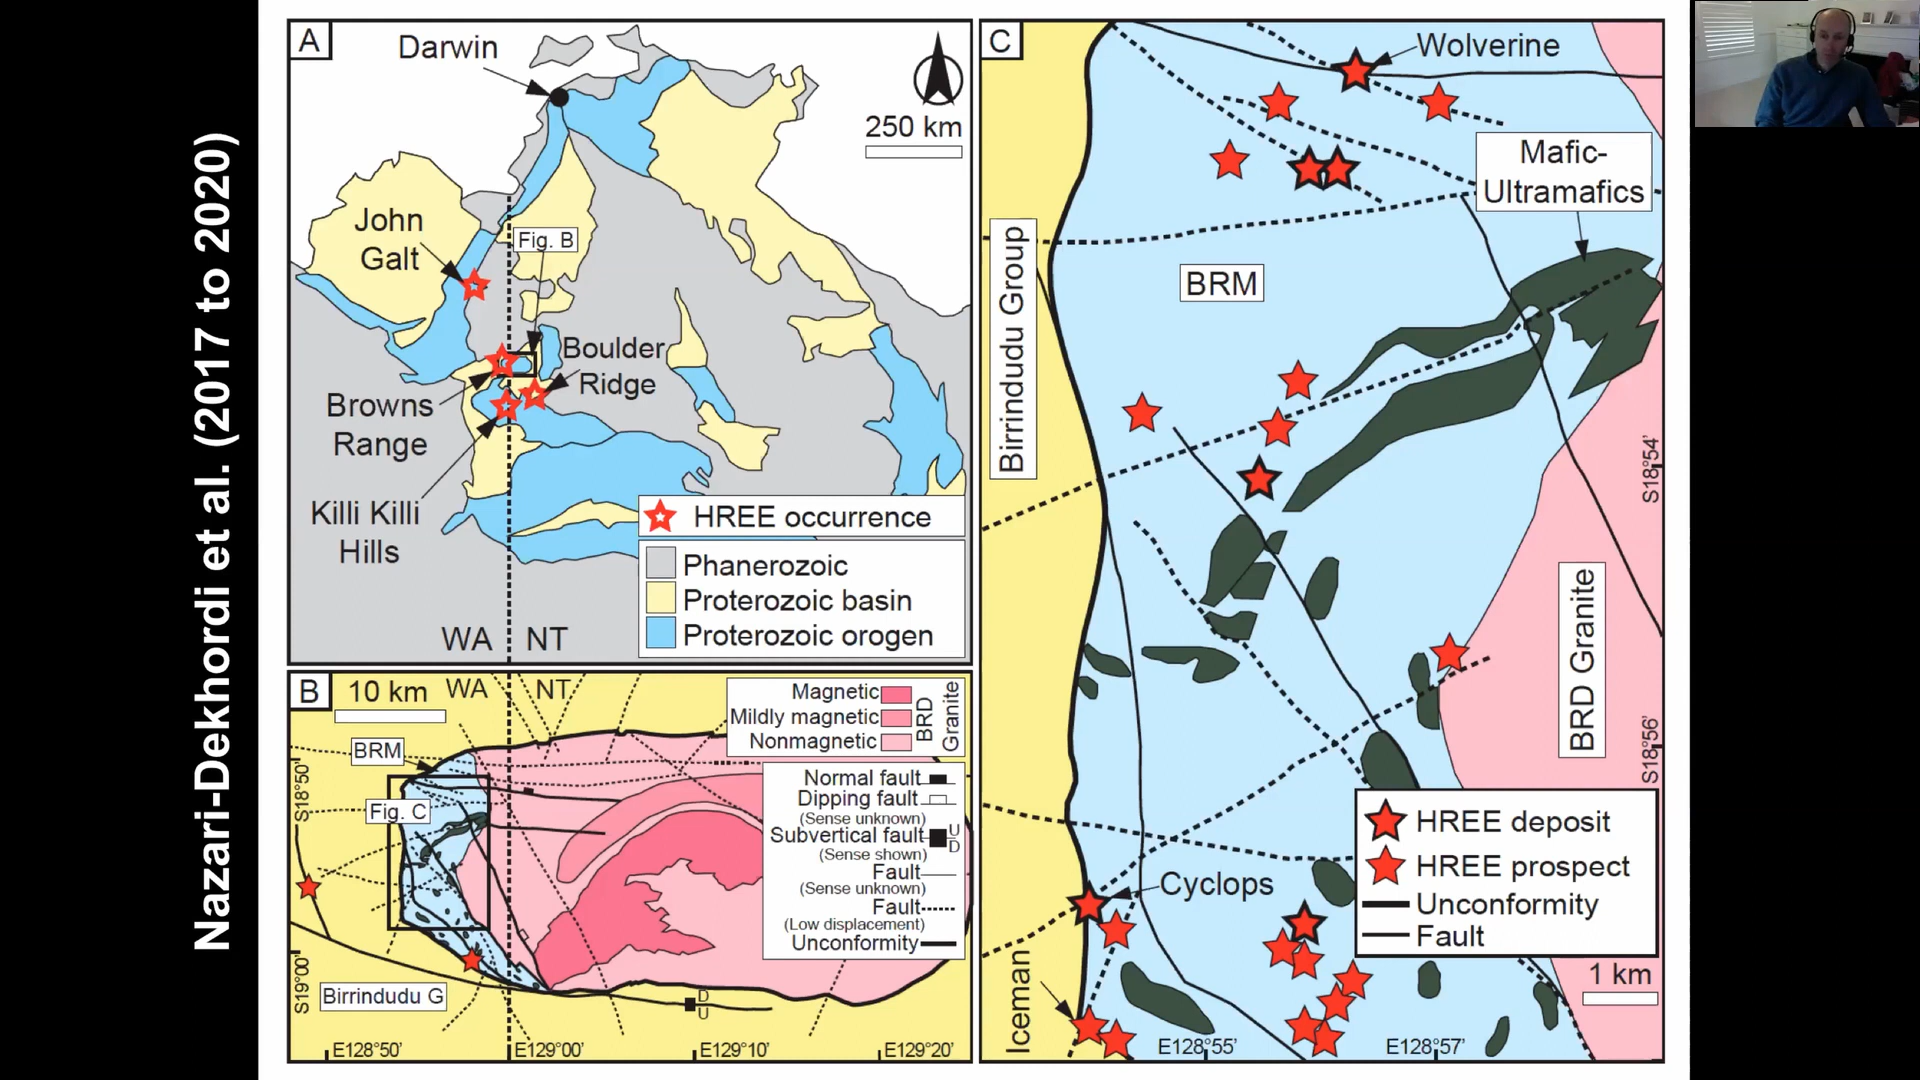 Nazari-Dekhordi et al. (2017 to 2020)
A
Darwin
250 km
John
Galt
Fig. B
Boulder
Ridge
Browns
Range
Killi Killi
Hills
WA
NT
HREE occurrence
Phanerozoic
Proterozoic basin
Proterozoic orogen
B
10 km
WA
NT
BRM
Fig. C
Birrindudu G
Magnetic
Mildly magnetic
Nonmagnetic
BRD
Granite
Normal fault
Dipping fault
(Sense unknown)
Subvertical fault
U
D
(Sense shown)
Fault
(Sense unknown)
Fault
(Low displacement)
Unconformity
D
U
S18°50’
S19°00’
E128°50’
E129°00’
E129°10’
E129°20’
C
Wolverine
Mafic-
Ultramafics
Birrindudu Group
BRM
S18°54’
BRD Granite
S18°56’
Cyclops
Iceman
HREE deposit
HREE prospect
Unconformity
Fault
1 km
E128°55’
E128°57’